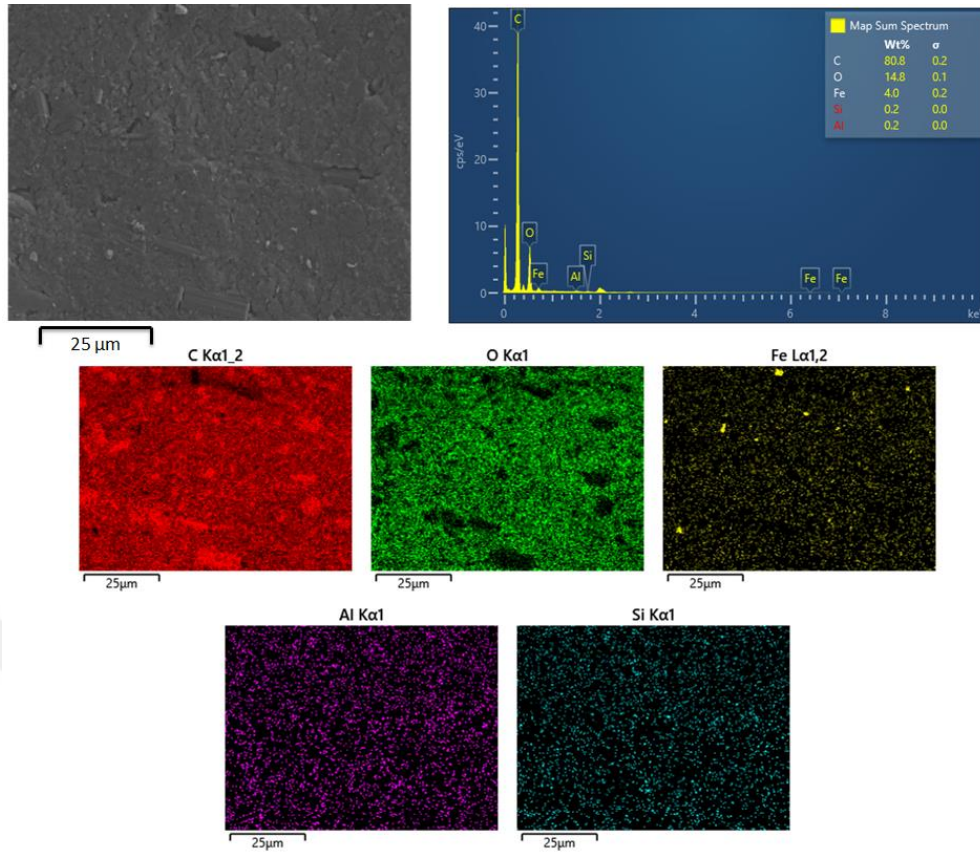 25 µm
Map Sum Spectrum
Wt% σ
C 80.8 0.2
O 14.8 0.1
Fe 4.0 0.2
Si 0.2 0.0
Al 0.2 0.0
cps/eV
40
30
20
10
0
C
O
Fe
Al
Si
Fe
Fe
0 2 4 6 8 ke
C Kα1_2
O Kα1
Fe Lα1,2
25µm
25µm
25µm
Al Kα1
Si Kα1
25µm
25µm